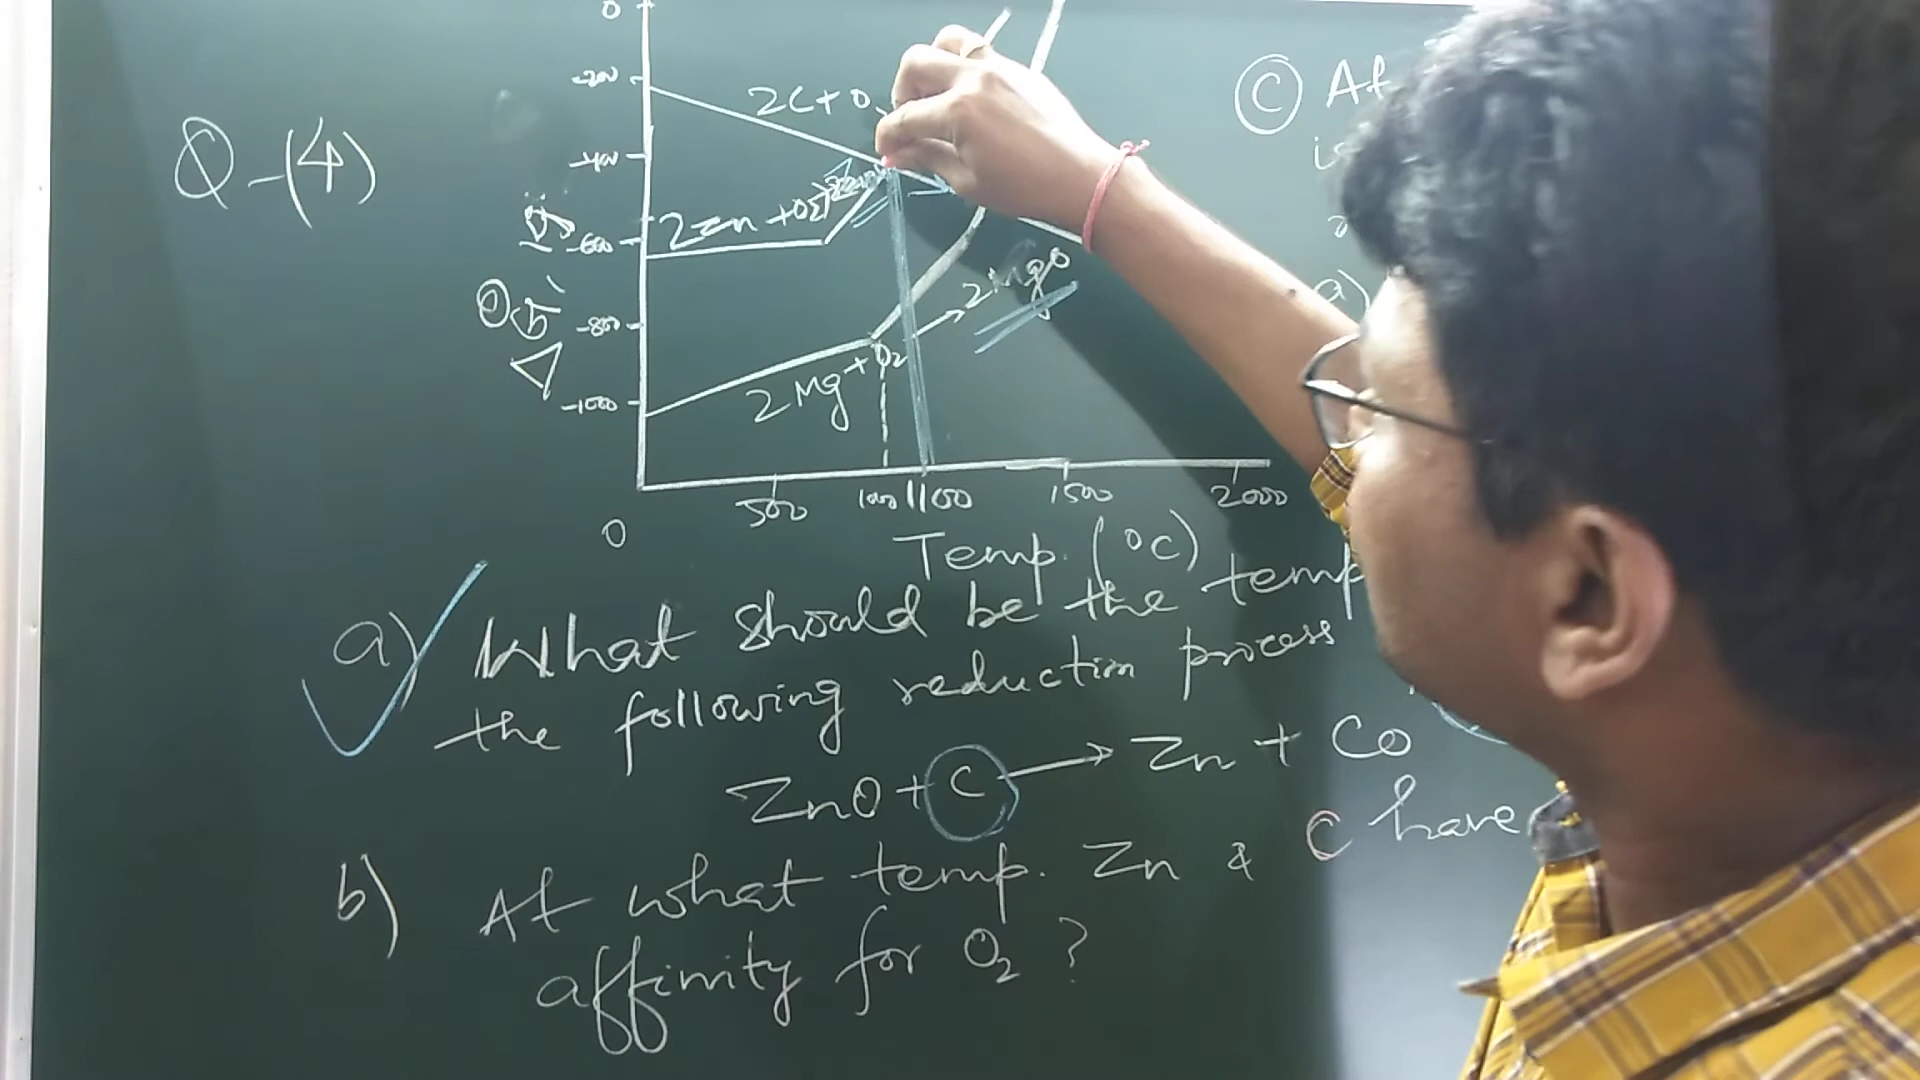 0
-200
2C + O
C At
-400
Q-(4)
2Zn + O2
-600
2MgO
a)
-800
+ O2
2Mg
-1000
500 1000 1100 1500 2000
0
Temp. (°C)
a) What should be the temp
the following reduction process
ZnO + C → Zn + Co
b) At what temp. Zn & C have
affinity for O2 ?